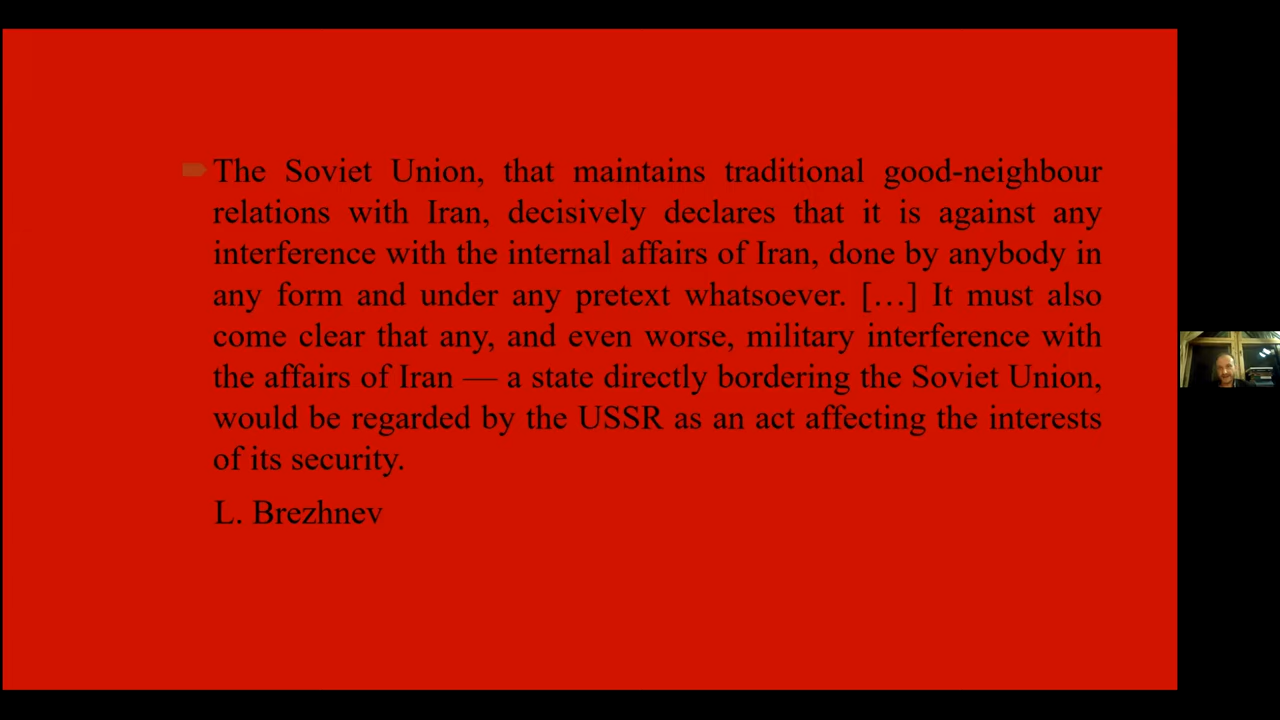 The Soviet Union, that maintains traditional good-neighbour
relations with Iran, decisively declares that it is against any
interference with the internal affairs of Iran, done by anybody in
any form and under any pretext whatsoever. […] It must also
come clear that any, and even worse, military interference with
the affairs of Iran — a state directly bordering the Soviet Union,
would be regarded by the USSR as an act affecting the interests
of its security.
L. Brezhnev